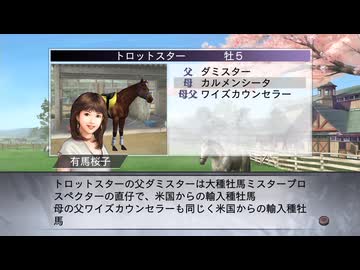 トロットスター　　牡５
父　ダミスター
母　カルメンシータ
母父　ワイズカウンセラー
有馬桜子
トロットスターの父ダミスターは大種牡馬ミスタープロ
スペクターの直仔で、米国からの輸入種牡馬
母の父ワイズカウンセラーも同じく米国からの輸入種牡
馬